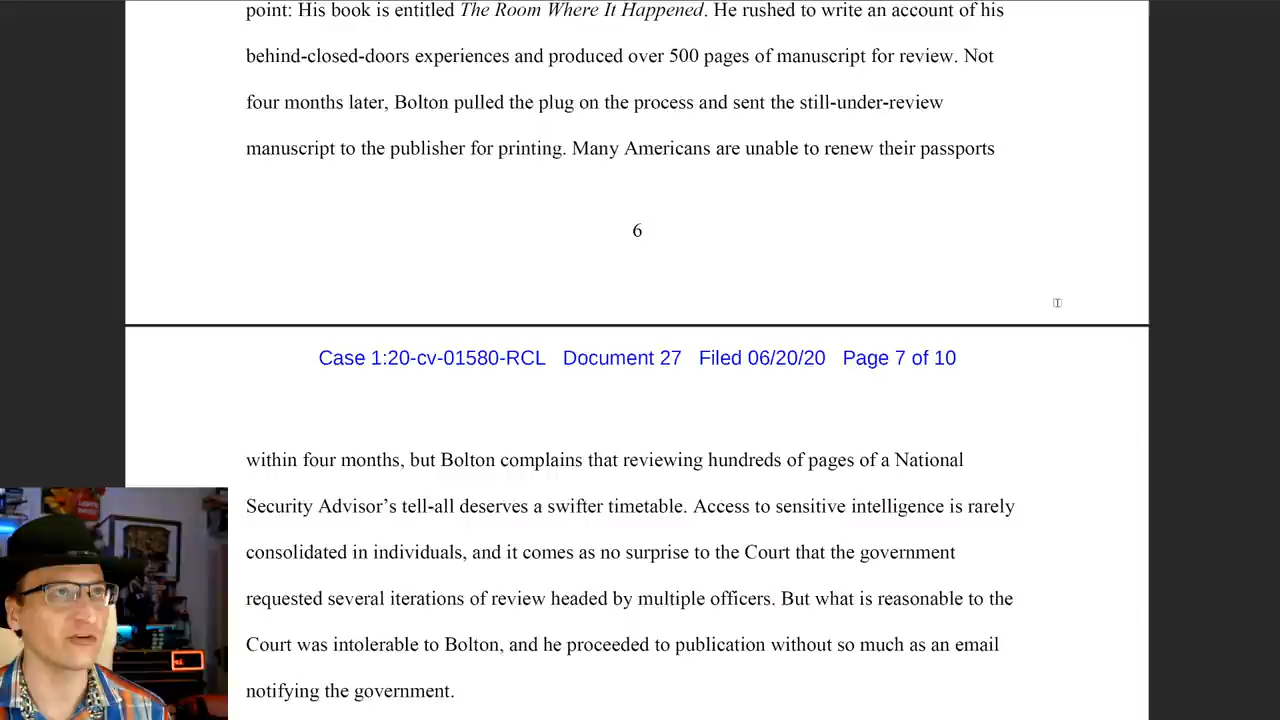 point: His book is entitled The Room Where It Happened. He rushed to write an account of his
behind-closed-doors experiences and produced over 500 pages of manuscript for review. Not
four months later, Bolton pulled the plug on the process and sent the still-under-review
manuscript to the publisher for printing. Many Americans are unable to renew their passports
6
Case 1:20-cv-01580-RCL Document 27 Filed 06/20/20 Page 7 of 10
within four months, but Bolton complains that reviewing hundreds of pages of a National
Security Advisor's tell-all deserves a swifter timetable. Access to sensitive intelligence is rarely
consolidated in individuals, and it comes as no surprise to the Court that the government
requested several iterations of review headed by multiple officers. But what is reasonable to the
Court was intolerable to Bolton, and he proceeded to publication without so much as an email
notifying the government.